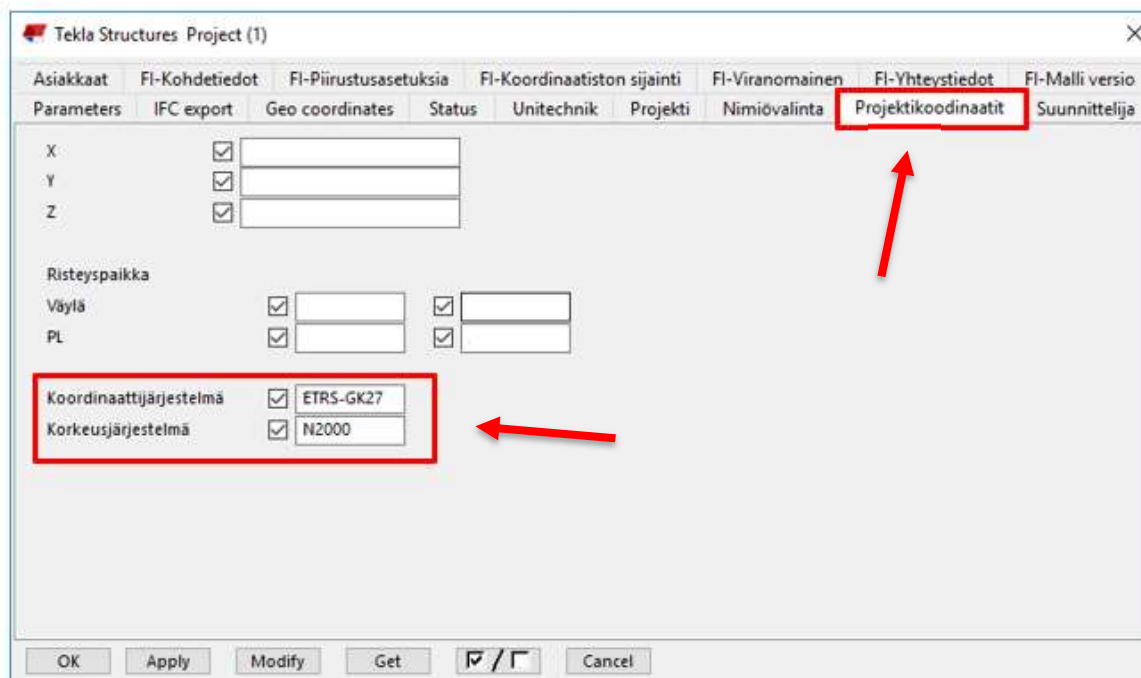 Tekla Structures Project (1)
Asiakkaat FI-Kohdetiedot FI-Piirustusasetuksia FI-Koordinaatiston sijainti FI-Viranomainen FI-Yhteystiedot FI-Malli versio
Parameters IFC export Geo coordinates Status Unitechnik Projekti Nimiövalinta Projektikoodinaatit Suunnittelija
X
Y
Z
Risteyspaikka
Väylä
PL
Koordinaattijärjestelmä ETRS-GK27
Korkeusjärjestelmä N2000
OK Apply Modify Get / Cancel